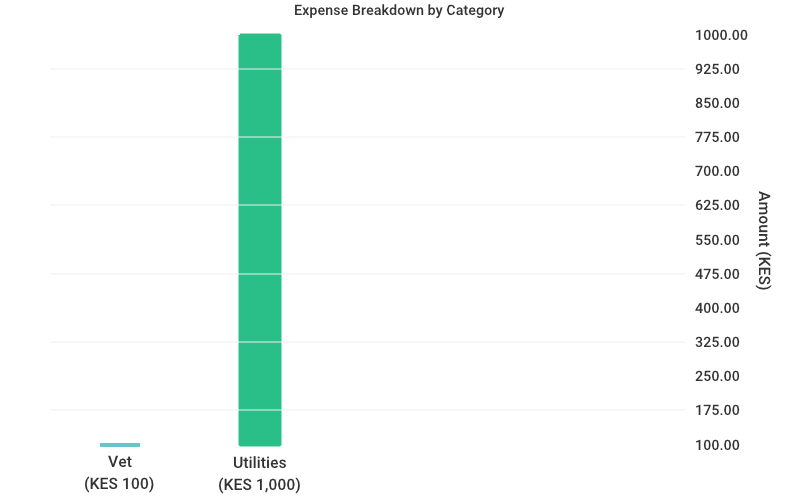 Expense Breakdown by Category
1000.00
925.00
850.00
775.00
700.00
625.00
550.00
475.00
400.00
325.00
250.00
175.00
100.00
Amount (KES)
Vet
(KES 100)
Utilities
(KES 1,000)